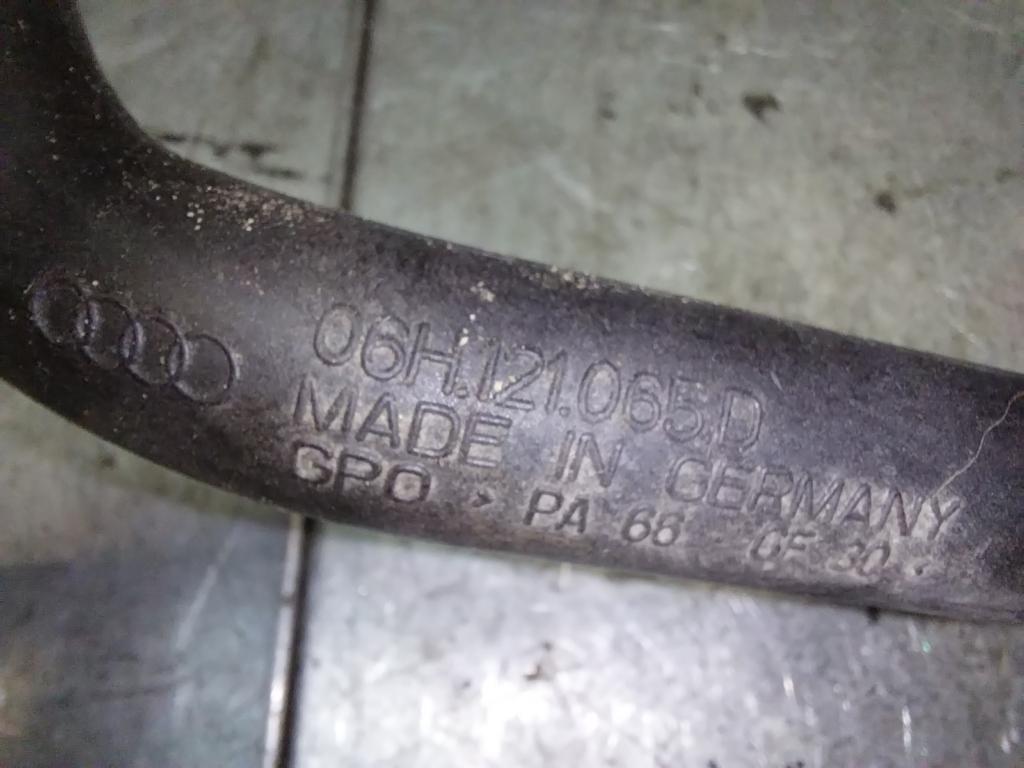 06H.121.065.D
MADE IN GERMANY
GPO > PA 66 - GF 30 <